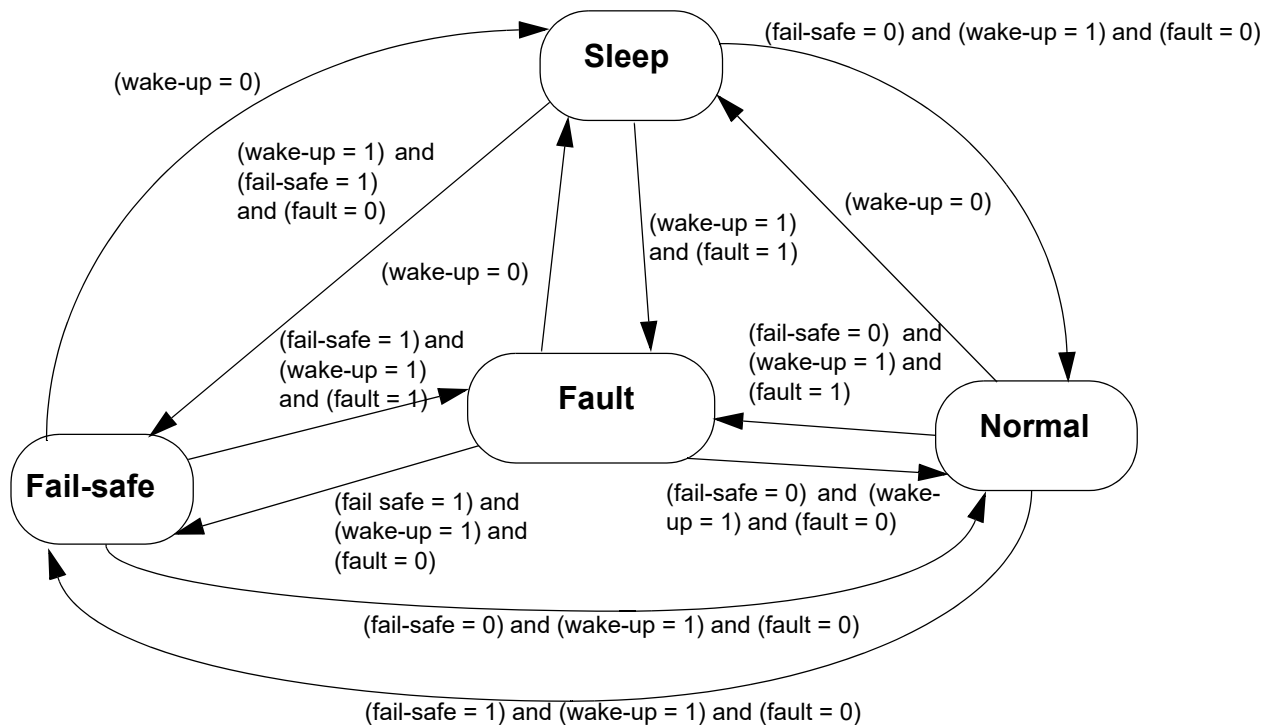 Sleep
(fail-safe = 0) and (wake-up = 1) and (fault = 0)
(wake-up = 0)
(wake-up = 1) and
(fail-safe = 1)
and (fault = 0)
(wake-up = 0)
(wake-up = 1)
and (fault = 1)
(wake-up = 0)
(fail-safe = 1) and
(wake-up = 1)
and (fault = 1)
(fail-safe = 0) and
(wake-up = 1) and
(fault = 1)
Fault
Normal
Fail-safe
(fail safe = 1) and
(wake-up = 1) and
(fault = 0)
(fail-safe = 0) and (wake-
up = 1) and (fault = 0)
(fail-safe = 0) and (wake-up = 1) and (fault = 0)
(fail-safe = 1) and (wake-up = 1) and (fault = 0)